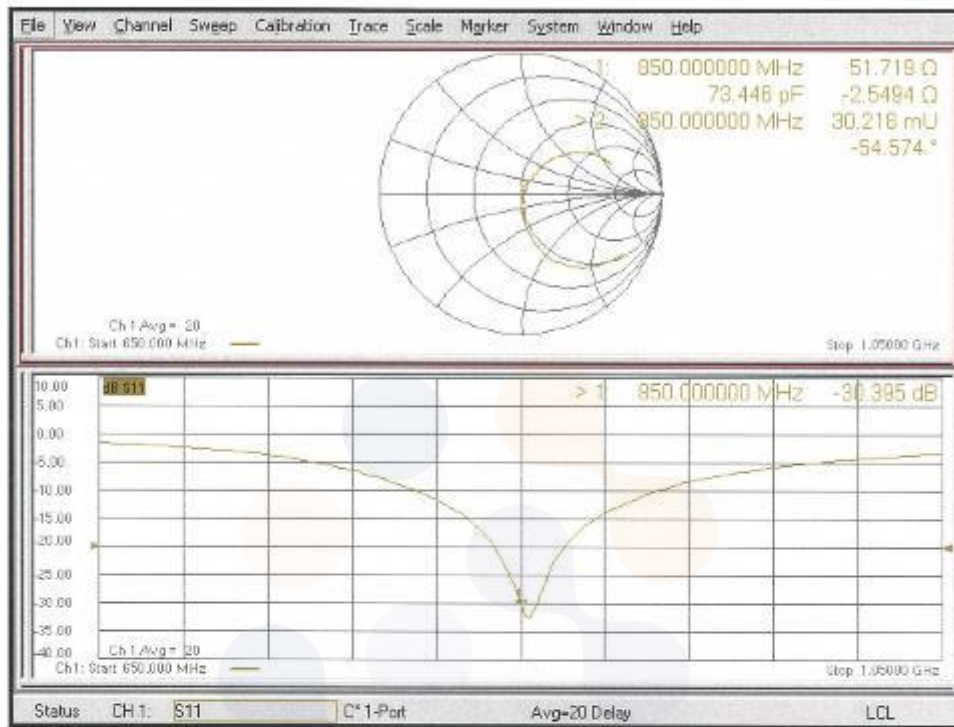 File View Channel Sweep Calibration Trace Scale Marker System Window Help
1: 850.000000 MHz 51.719 Ω
73.446 pF -2.5494 Ω
> 2: 850.000000 MHz 30.218 mU
-54.574 °
Ch 1 Avg = 20
Ch1: Start 650.000 MHz
Stop 1.05000 GHz
10.00
dB S11
> 1: 850.000000 MHz -30.395 dB
5.00
0.00
-5.00
-10.00
-15.00
-20.00
-25.00
-30.00
-35.00
-40.00
Ch 1 Avg = 20
Ch1: Start 650.000 MHz
Stop 1.05000 GHz
Status CH 1: S11 C* 1-Port Avg=20 Delay LCL